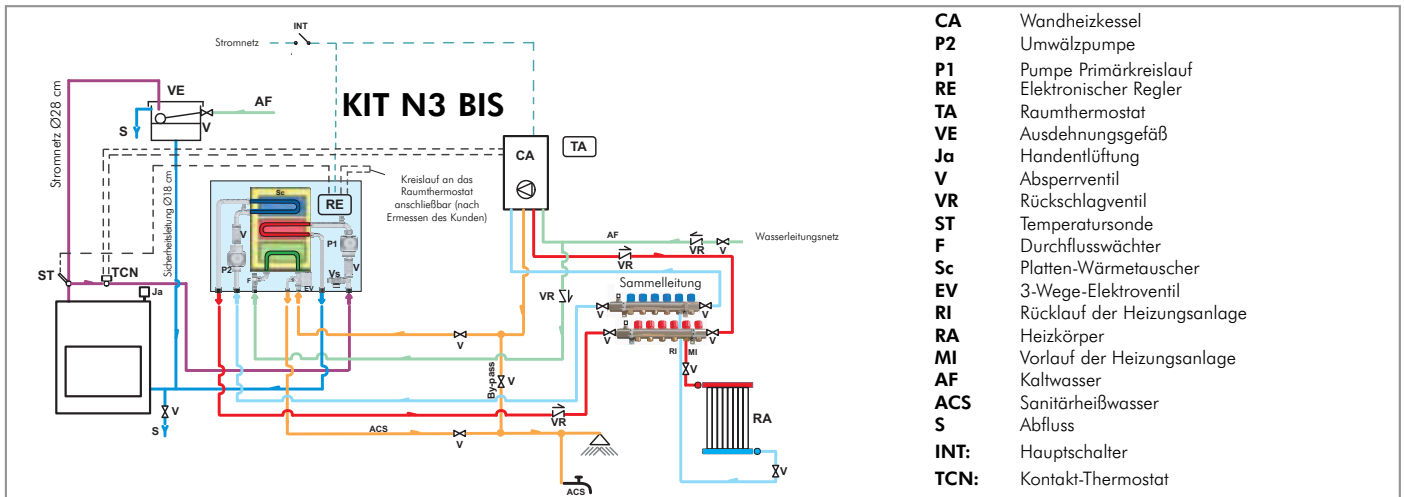 INT
Stromnetz
KIT N3 BIS
VE
AF
S
V
Stromnetz Ø28 cm
Sicherheitsleitung Ø18 cm
CA
TA
Kreislauf an das
Raumthermostat
anschließbar (nach
Ermessen des Kunden)
Sc
RE
V
P1
P2
V
F
Vs
EV
ST
TCN
Ja
AF
VR
V
Wasserleitungsnetz
VR
VR
Sammelleitung
V
V
V
V
RI
MI
V
V
By-pass
V
VR
RA
V
S
ACS
V
V
ACS
CA Wandheizkessel
P2 Umwälzpumpe
P1 Pumpe Primärkreislauf
RE Elektronischer Regler
TA Raumthermostat
VE Ausdehnungsgefäß
Ja Handentlüftung
V Absperrventil
VR Rückschlagventil
ST Temperatursonde
F Durchflusswächter
Sc Platten-Wärmetauscher
EV 3-Wege-Elektroventil
RI Rücklauf der Heizungsanlage
RA Heizkörper
MI Vorlauf der Heizungsanlage
AF Kaltwasser
ACS Sanitärheißwasser
S Abfluss
INT: Hauptschalter
TCN: Kontakt-Thermostat